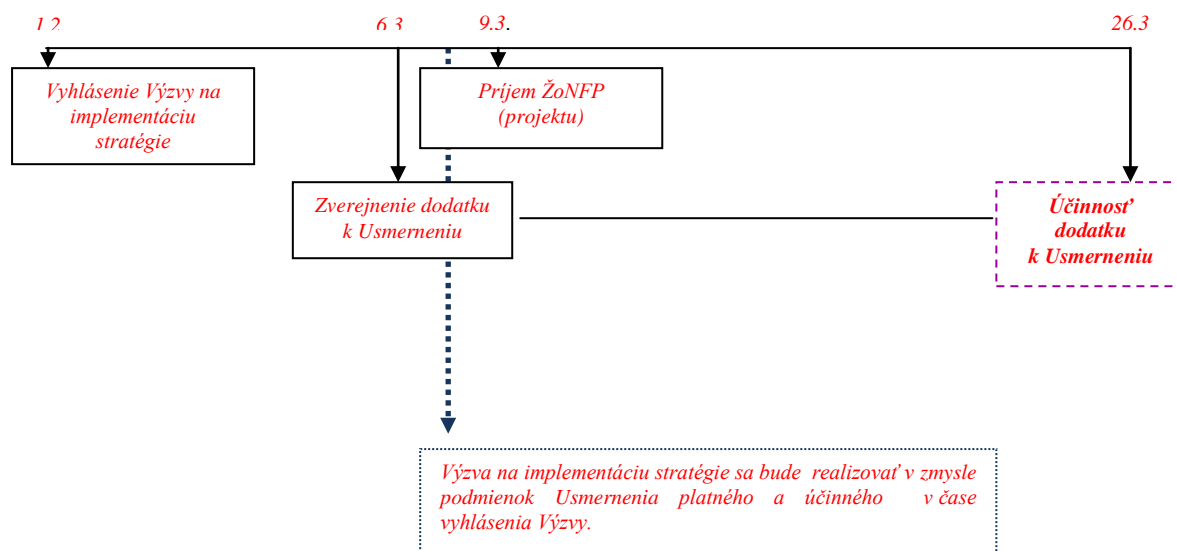 1.2
6.3
9.3.
26.3
Vyhlásenie Výzvy na
implementáciu
stratégie
Príjem ŽoNFP
(projektu)
Zverejnenie dodatku
k Usmerneniu
Účinnosť
dodatku
k Usmerneniu
Výzva na implementáciu stratégie sa bude realizovať v zmysle
podmienok Usmernenia platného a účinného v čase
vyhlásenia Výzvy.